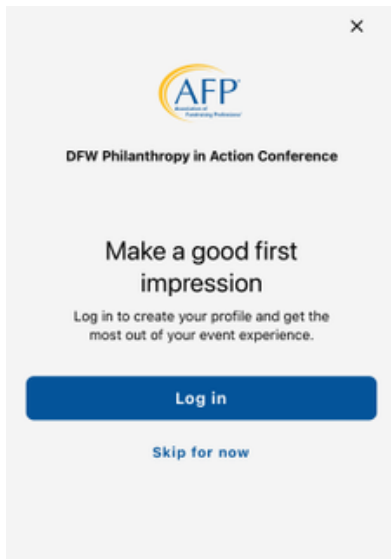 AFP
Association of
Fundraising Professionals
DFW Philanthropy in Action Conference
Make a good first
impression
Log in to create your profile and get the
most out of your event experience.
Log in
Skip for now